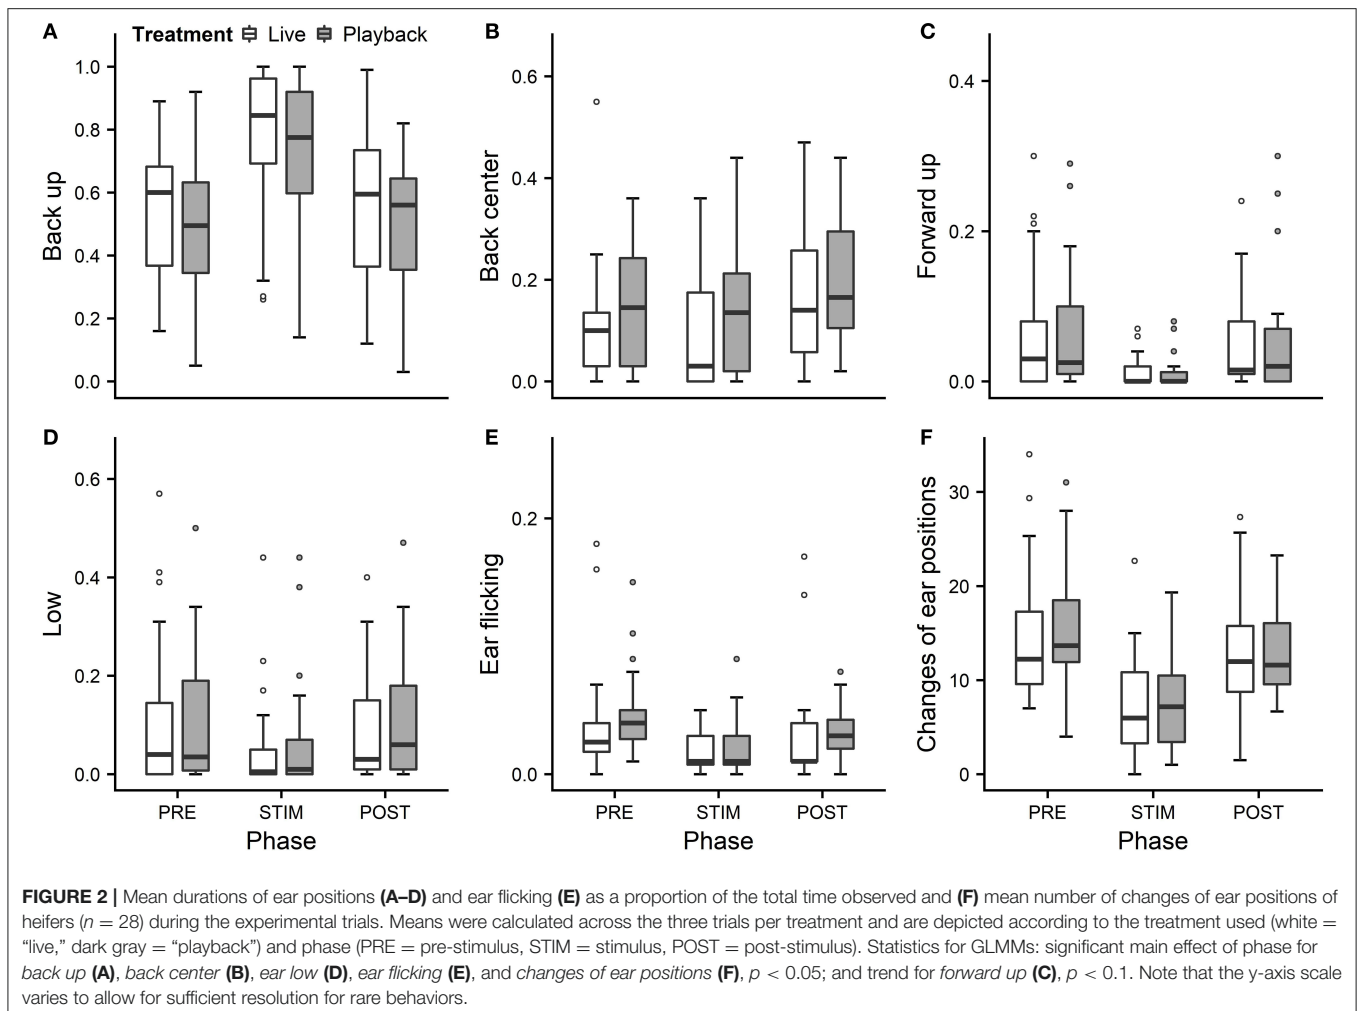 A
Treatment Live Playback
Back up
1.0
0.8
0.6
0.4
0.2
0.0
B
Back center
0.6
0.4
0.2
0.0
C
Forward up
0.4
0.2
0.0
D
Low
0.6
0.4
0.2
0.0
PRE STIM POST
Phase
E
Ear flicking
0.2
0.0
PRE STIM POST
Phase
F
Changes of ear positions
30
20
10
0
PRE STIM POST
Phase
FIGURE 2 | Mean durations of ear positions (A–D) and ear flicking (E) as a proportion of the total time observed and (F) mean number of changes of ear positions of
heifers (n = 28) during the experimental trials. Means were calculated across the three trials per treatment and are depicted according to the treatment used (white =
“live,” dark gray = “playback”) and phase (PRE = pre-stimulus, STIM = stimulus, POST = post-stimulus). Statistics for GLMMs: significant main effect of phase for
back up (A), back center (B), ear low (D), ear flicking (E), and changes of ear positions (F), p < 0.05; and trend for forward up (C), p < 0.1. Note that the y-axis scale
varies to allow for sufficient resolution for rare behaviors.